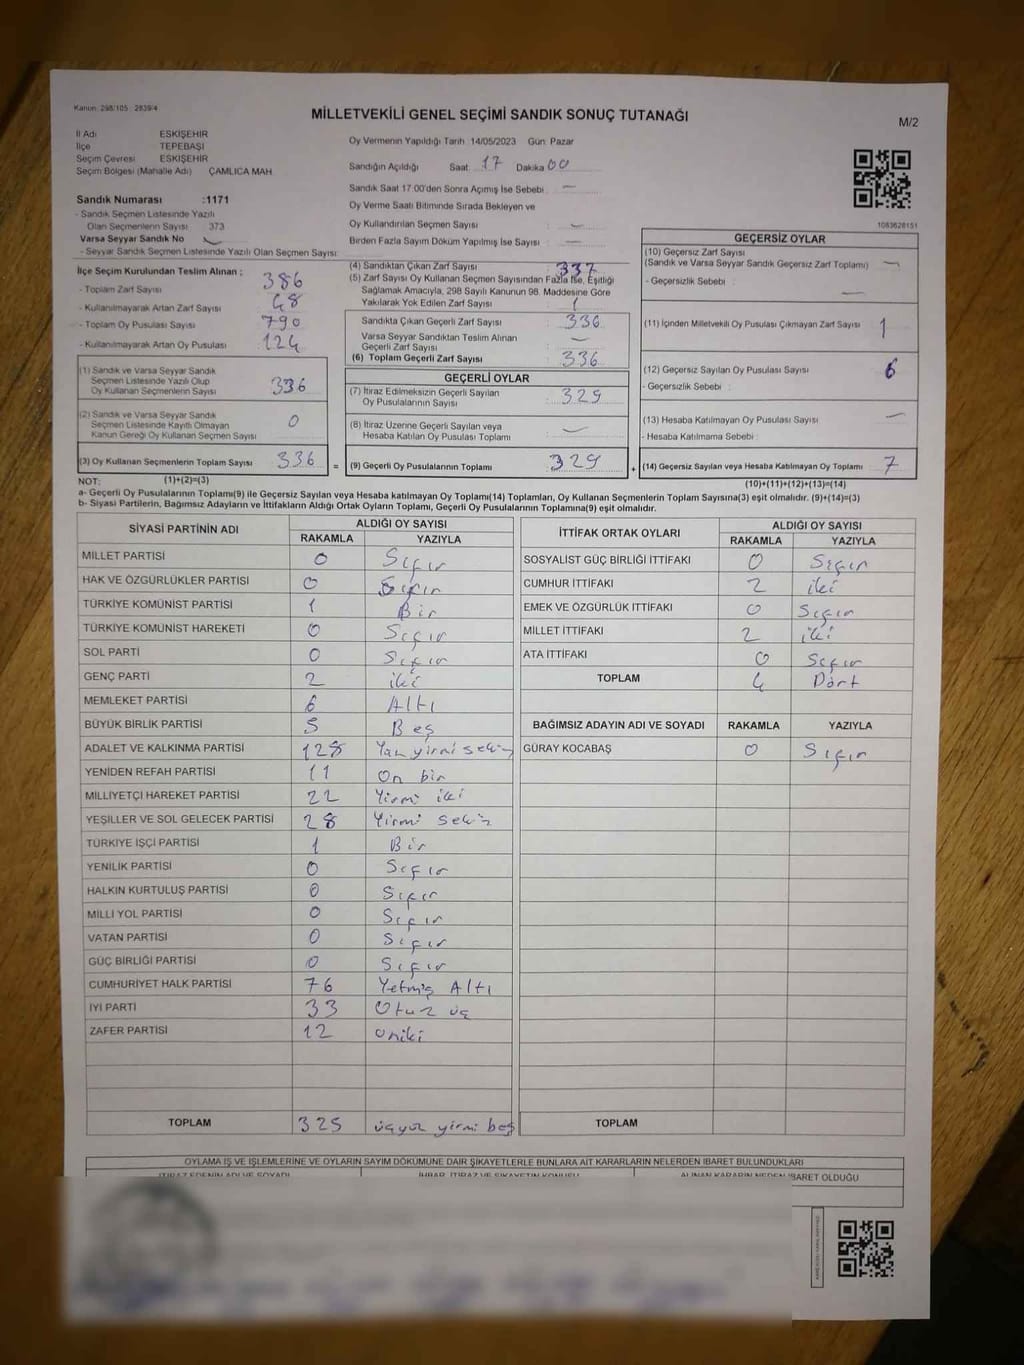 Kanun 298/105 2839/4
MİLLETVEKİLİ GENEL SEÇİMİ SANDIK SONUÇ TUTANAĞI
M/2
İl Adı ESKİŞEHİR
İlçe TEPEBAŞI
Seçim Çevresi ESKİŞEHİR
Seçim Bölgesi (Mahalle Adı) ÇAMLICA MAH.
Sandık Numarası :1171
- Sandık Seçmen Listesinde Yazılı
Olan Seçmenlerin Sayısı 373
Varsa Seyyar Sandık No —
- Seyyar Sandık Seçmen Listesinde Yazılı Olan Seçmen Sayısı:
Oy Vermenin Yapıldığı Tarih 14/05/2023 Gün: Pazar
Sandığın Açıldığı Saat 17 Dakika 00
Sandık Saat 17:00'den Sonra Açımış İse Sebebi : —
Oy Verme Saati Bitiminde Sırada Bekleyen ve
Oy Kullandırılan Seçmen Sayısı : —
Birden Fazla Sayım Döküm Yapılmış İse Sayısı : —
1083628151
İlçe Seçim Kurulundan Teslim Alınan ;
- Toplam Zarf Sayısı 386
- Kullanılmayarak Artan Zarf Sayısı 48
- Toplam Oy Pusulası Sayısı 790
- Kullanılmayarak Artan Oy Pusulası 124
(1) Sandık ve Varsa Seyyar Sandık
Seçmen Listesinde Yazılı Olup
Oy Kullanan Seçmenlerin Sayısı 336
(2) Sandık ve Varsa Seyyar Sandık
Seçmen Listesinde Kayıtlı Olmayan
Kanun Gereği Oy Kullanan Seçmen Sayısı 0
(3) Oy Kullanan Seçmenlerin Toplam Sayısı 336
(4) Sandıktan Çıkan Zarf Sayısı 337
(5) Zarf Sayısı Oy Kullanan Seçmen Sayısından Fazla İse, Eşitliği
Sağlamak Amacıyla, 298 Sayılı Kanunun 98. Maddesine Göre
Yakılarak Yok Edilen Zarf Sayısı : 1
Sandıkta Çıkan Geçerli Zarf Sayısı : 336
Varsa Seyyar Sandıktan Teslim Alınan
Geçerli Zarf Sayısı : —
(6) Toplam Geçerli Zarf Sayısı : 336
GEÇERLİ OYLAR
(7) İtiraz Edilmeksizin Geçerli Sayılan
Oy Pusulalarının Sayısı : 329
(8) İtiraz Üzerine Geçerli Sayılan veya
Hesaba Katılan Oy Pusulası Toplamı : —
= (9) Geçerli Oy Pusulalarının Toplamı : 329
GEÇERSİZ OYLAR
(10) Geçersiz Zarf Sayısı
(Sandık ve Varsa Seyyar Sandık Geçersiz Zarf Toplamı) —
- Geçersizlik Sebebi : —
(11) İçinden Milletvekili Oy Pusulası Çıkmayan Zarf Sayısı 1
(12) Geçersiz Sayılan Oy Pusulası Sayısı 6
- Geçersizlik Sebebi :
(13) Hesaba Katılmayan Oy Pusulası Sayısı —
- Hesaba Katılmama Sebebi :
+ (14) Geçersiz Sayılan veya Hesaba Katılmayan Oy Toplamı 7
NOT: (1)+(2)=(3) (10)+(11)+(12)+(13)=(14)
a- Geçerli Oy Pusulalarının Toplamı(9) ile Geçersiz Sayılan veya Hesaba katılmayan Oy Toplamı(14) Toplamları, Oy Kullanan Seçmenlerin Toplam Sayısına(3) eşit olmalıdır. (9)+(14)=(3)
b- Siyasi Partilerin, Bağımsız Adayların ve İttifakların Aldığı Ortak Oyların Toplamı, Geçerli Oy Pusulalarının Toplamına(9) eşit olmalıdır.
SİYASİ PARTİNİN ADI ALDIĞI OY SAYISI
RAKAMLA YAZIYLA
MİLLET PARTİSİ 0 Sıfır
HAK VE ÖZGÜRLÜKLER PARTİSİ 0 Sıfır
TÜRKİYE KOMÜNİST PARTİSİ 1 Bir
TÜRKİYE KOMÜNİST HAREKETİ 0 Sıfır
SOL PARTİ 0 Sıfır
GENÇ PARTİ 2 iki
MEMLEKET PARTİSİ 6 Altı
BÜYÜK BİRLİK PARTİSİ 5 Beş
ADALET VE KALKINMA PARTİSİ 128 Yüz yirmi sekiz
YENİDEN REFAH PARTİSİ 11 On bir
MİLLİYETÇİ HAREKET PARTİSİ 22 Yirmi iki
YEŞİLLER VE SOL GELECEK PARTİSİ 28 Yirmi sekiz
TÜRKİYE İŞÇİ PARTİSİ 1 Bir
YENİLİK PARTİSİ 0 Sıfır
HALKIN KURTULUŞ PARTİSİ 0 Sıfır
MİLLİ YOL PARTİSİ 0 Sıfır
VATAN PARTİSİ 0 Sıfır
GÜÇ BİRLİĞİ PARTİSİ 0 Sıfır
CUMHURİYET HALK PARTİSİ 76 Yetmiş Altı
İYİ PARTİ 33 Otuz üç
ZAFER PARTİSİ 12 oniki
TOPLAM 325 üçyüz yirmi beş
İTTİFAK ORTAK OYLARI ALDIĞI OY SAYISI
RAKAMLA YAZIYLA
SOSYALİST GÜÇ BİRLİĞİ İTTİFAKI 0 Sıfır
CUMHUR İTTİFAKI 2 iki
EMEK VE ÖZGÜRLÜK İTTİFAKI 0 Sıfır
MİLLET İTTİFAKI 2 iki
ATA İTTİFAKI 0 Sıfır
TOPLAM 4 Dört
BAĞIMSIZ ADAYIN ADI VE SOYADI RAKAMLA YAZIYLA
GÜRAY KOCABAŞ 0 Sıfır
TOPLAM
OYLAMA İŞ VE İŞLEMLERİNE VE OYLARIN SAYIM DÖKÜMÜNE DAİR ŞİKAYETLERLE BUNLARA AİT KARARLARIN NELERDEN İBARET BULUNDUKLARI
İTİRAZ EDENİN ADI VE SOYADI İHBAR, İTİRAZ VE ŞİKAYETİN KONUSU ALINAN KARARIN NEDEN İBARET OLDUĞU